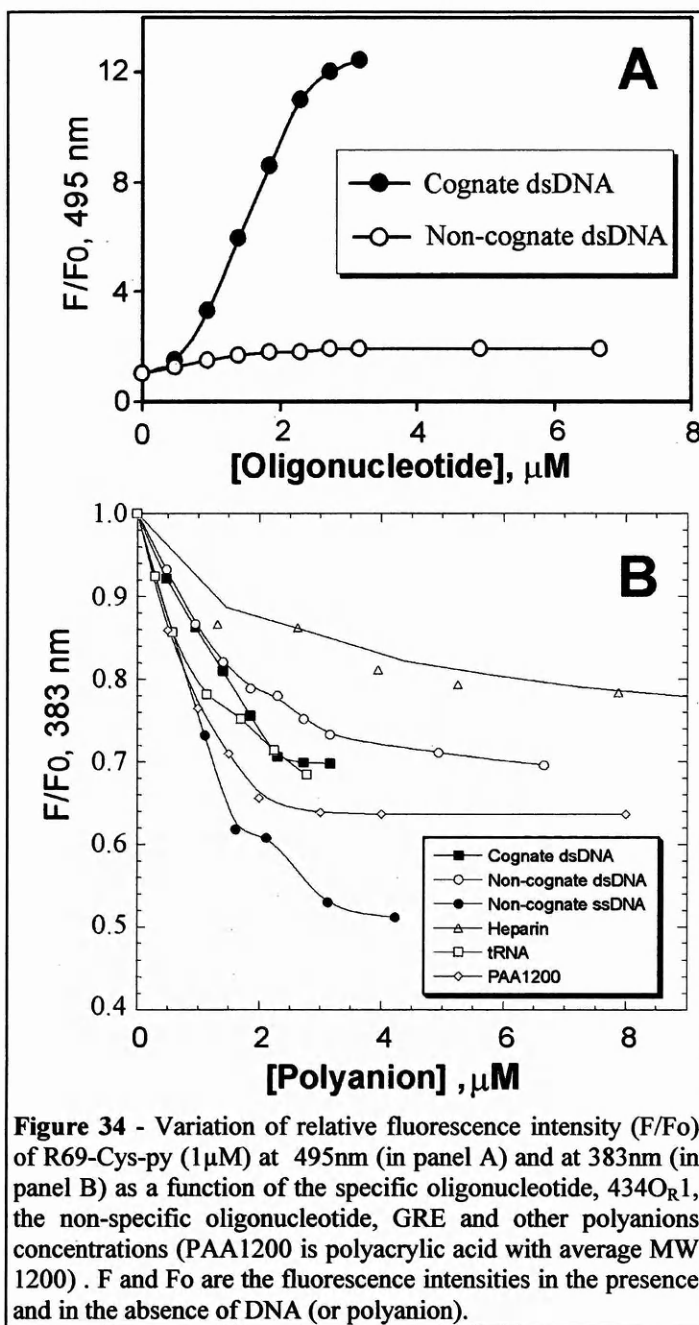 12
8
4
0
F/F0, 495 nm
A
Cognate dsDNA
Non-cognate dsDNA
0 2 4 6 8
[Oligonucleotide], μM
1.0
0.9
0.8
0.7
0.6
0.5
0.4
F/F0, 383 nm
B
Cognate dsDNA
Non-cognate dsDNA
Non-cognate ssDNA
Heparin
tRNA
PAA1200
0 2 4 6 8
[Polyanion] ,μM
Figure 34 - Variation of relative fluorescence intensity (F/Fo)
of R69-Cys-py (1μM) at 495nm (in panel A) and at 383nm (in
panel B) as a function of the specific oligonucleotide, 434OR1,
the non-specific oligonucleotide, GRE and other polyanions
concentrations (PAA1200 is polyacrylic acid with average MW
1200) . F and Fo are the fluorescence intensities in the presence
and in the absence of DNA (or polyanion).